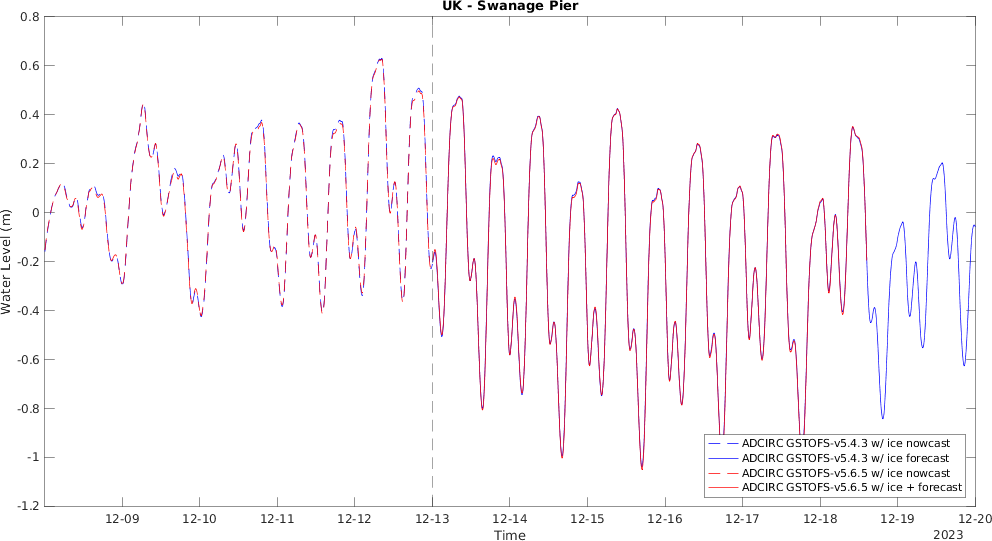 UK - Swanage Pier
0.8
0.6
0.4
0.2
0
-0.2
-0.4
-0.6
-0.8
-1
-1.2
Water Level (m)
ADCIRC GSTOFS-v5.4.3 w/ ice nowcast
ADCIRC GSTOFS-v5.4.3 w/ ice forecast
ADCIRC GSTOFS-v5.6.5 w/ ice nowcast
ADCIRC GSTOFS-v5.6.5 w/ ice + forecast
12-09 12-10 12-11 12-12 12-13 12-14 12-15 12-16 12-17 12-18 12-19 12-20
Time
2023